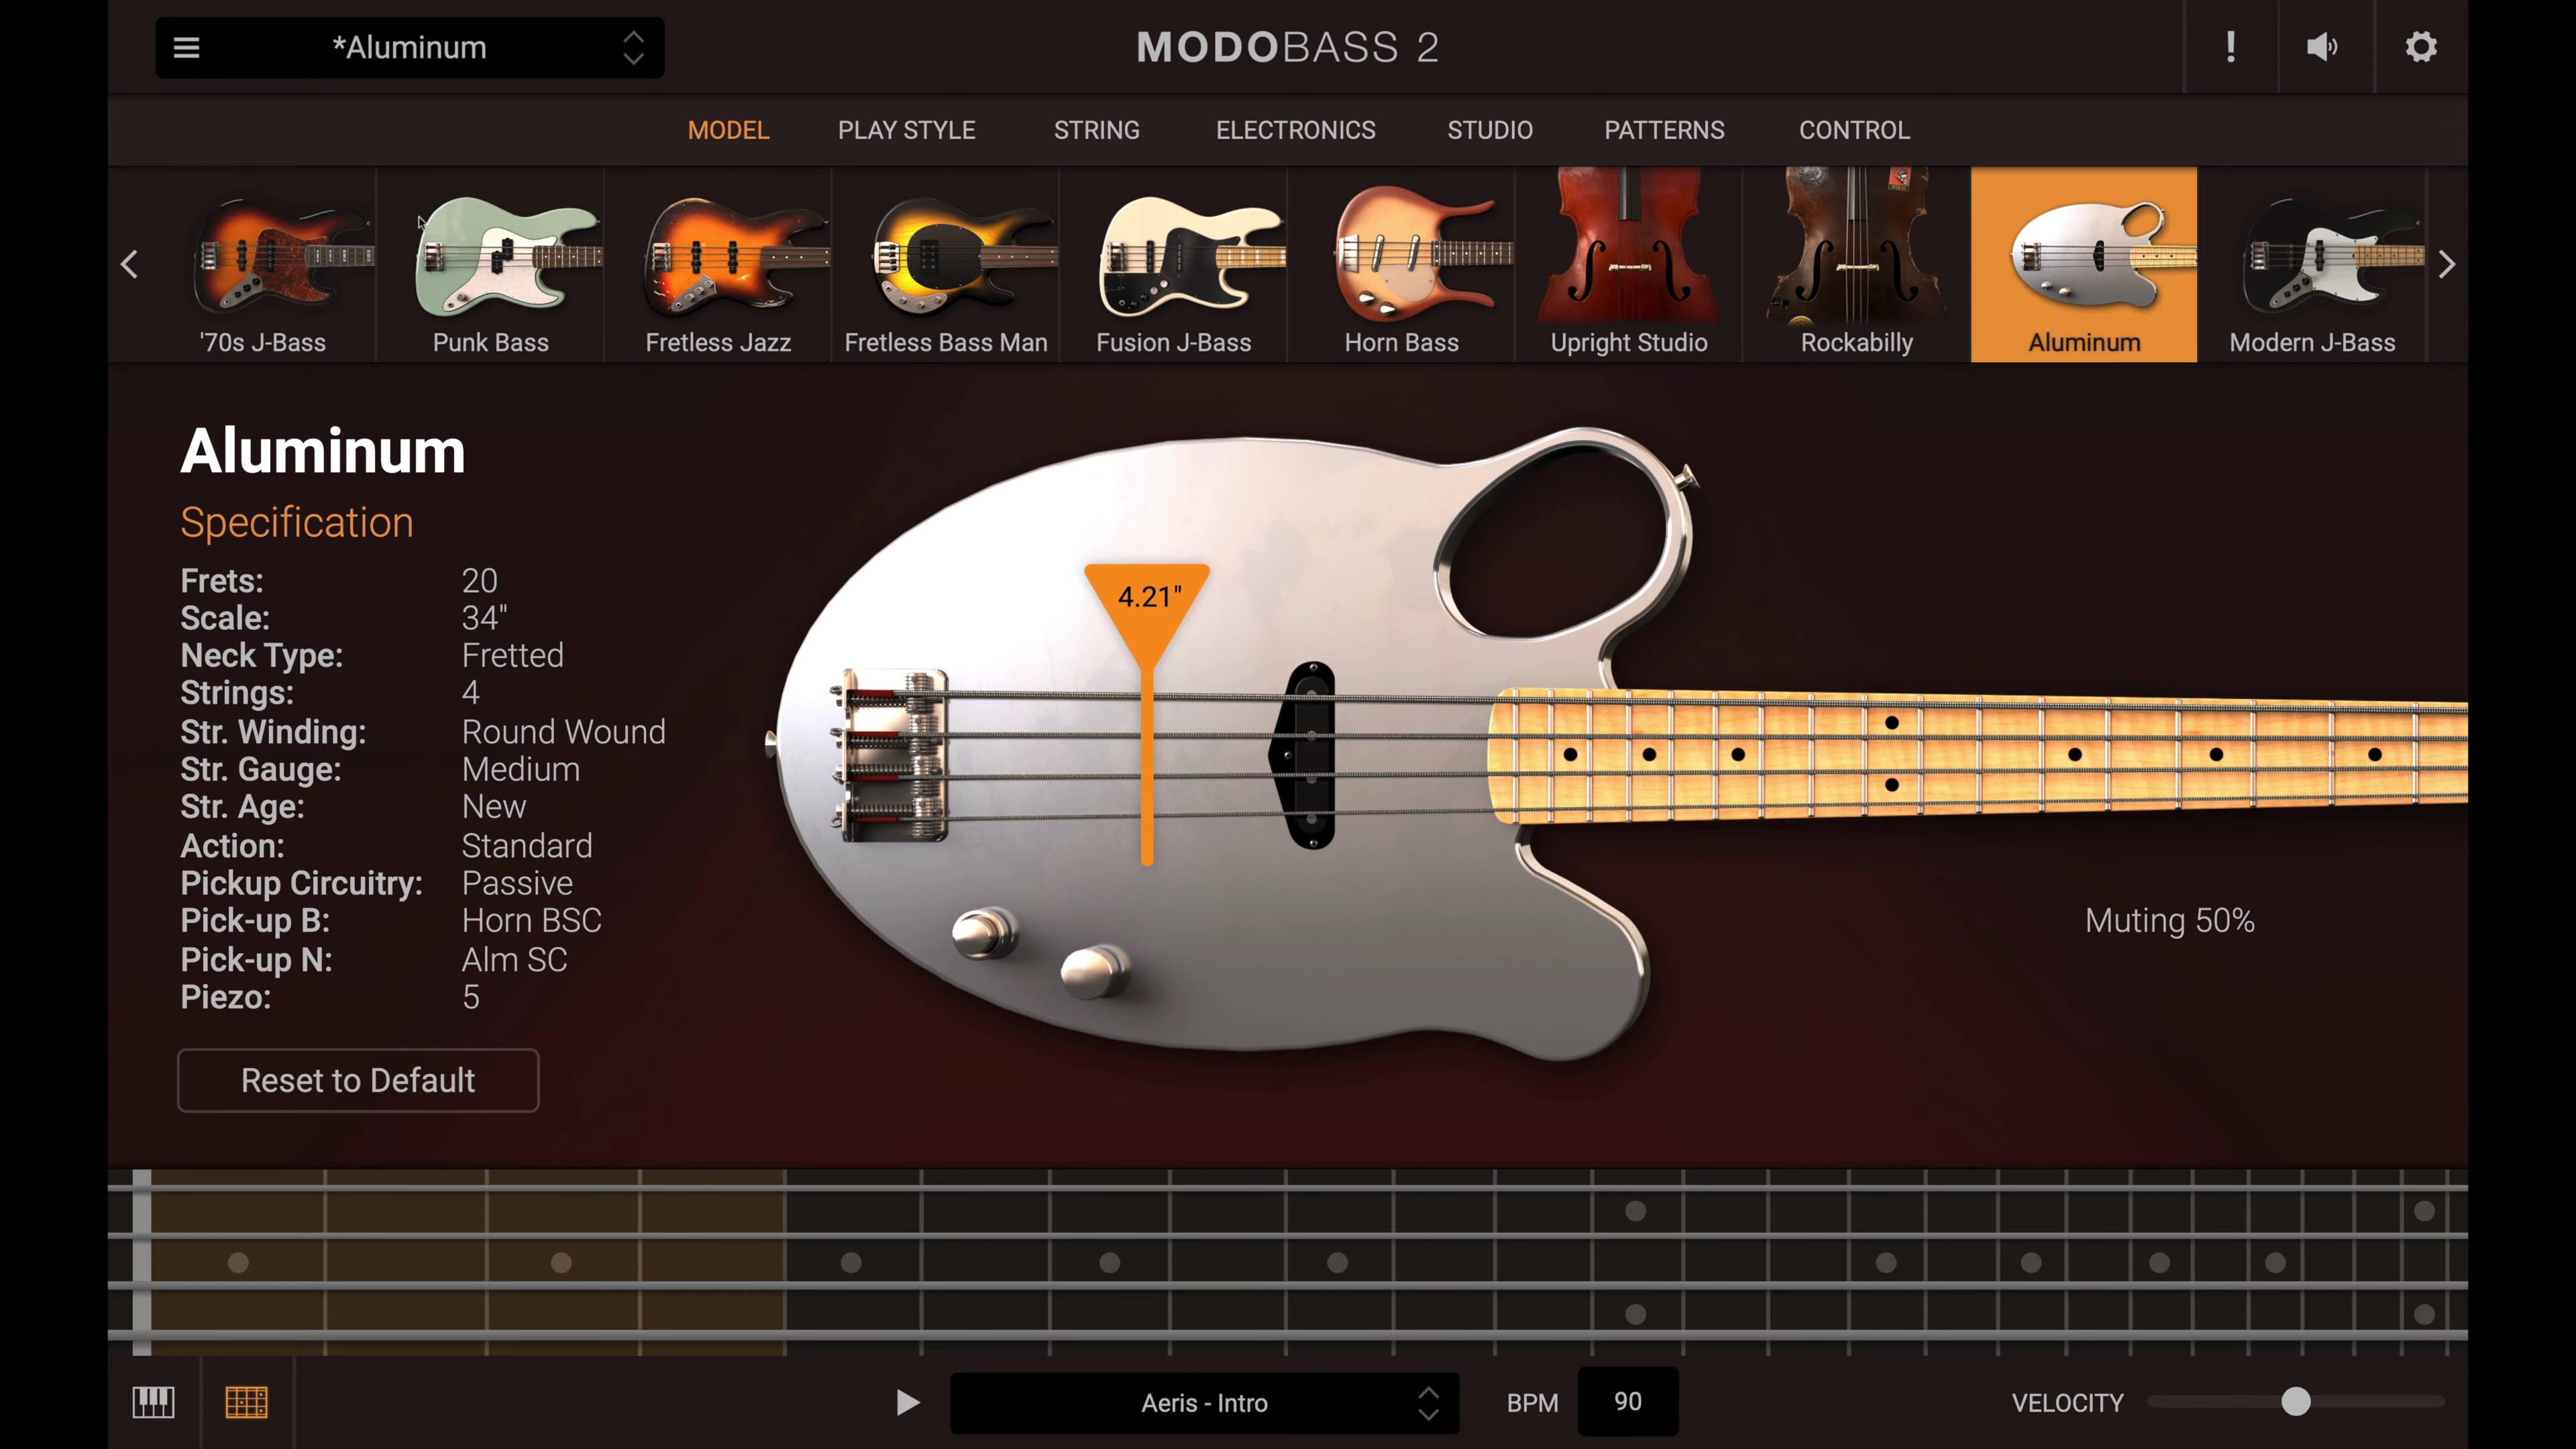 *Aluminum
MODOBASS 2
MODEL PLAY STYLE STRING ELECTRONICS STUDIO PATTERNS CONTROL
'70s J-Bass Punk Bass Fretless Jazz Fretless Bass Man Fusion J-Bass Horn Bass Upright Studio Rockabilly Aluminum Modern J-Bass
Aluminum
Specification
Frets: 20
Scale: 34"
Neck Type: Fretted
Strings: 4
Str. Winding: Round Wound
Str. Gauge: Medium
Str. Age: New
Action: Standard
Pickup Circuitry: Passive
Pick-up B: Horn BSC
Pick-up N: Alm SC
Piezo: 5
Reset to Default
4.21"
Muting 50%
Aeris - Intro BPM 90 VELOCITY